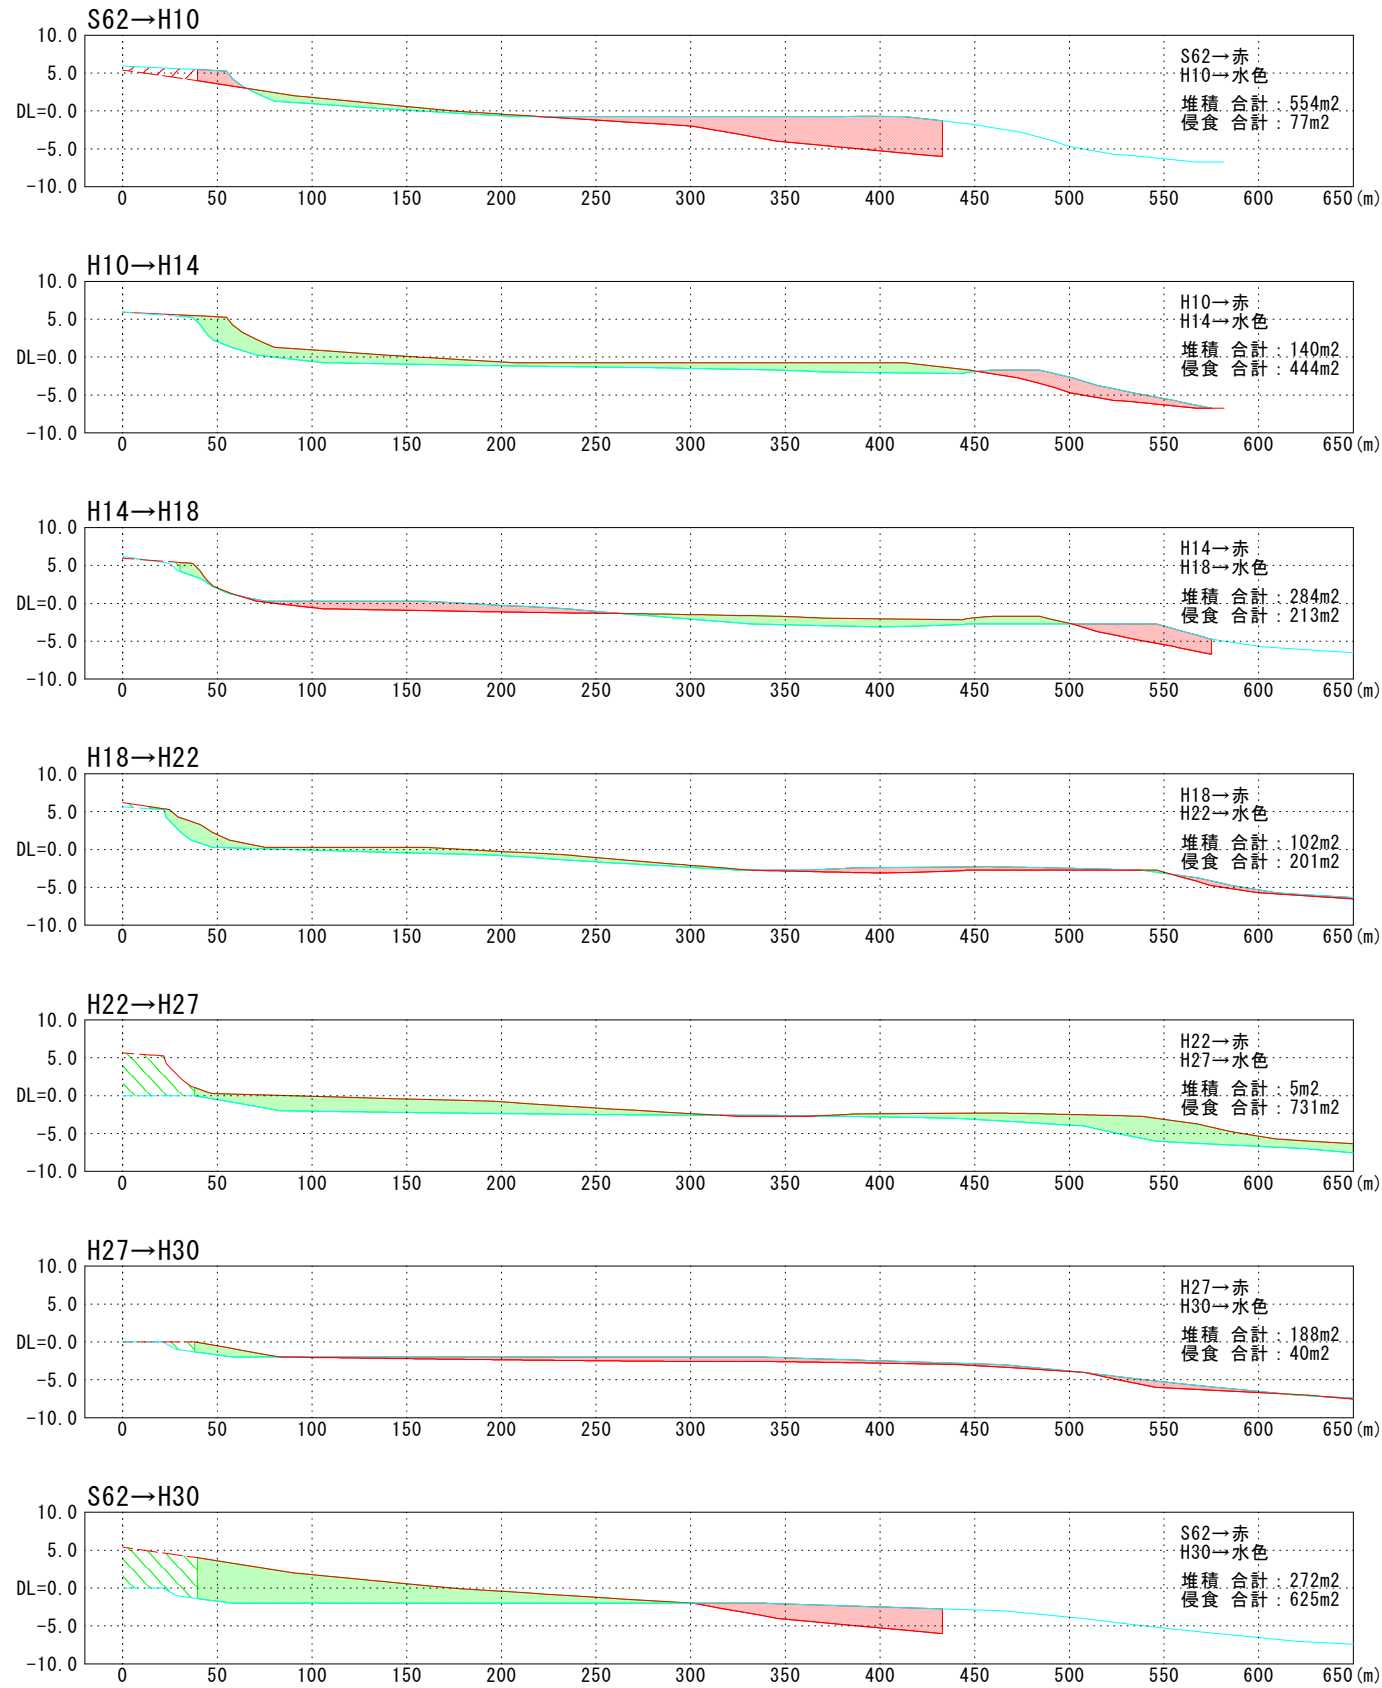 S62→H10
10.0
5.0
DL=0.0
-5.0
-10.0
S62→赤
H10→水色
堆積 合計：554m2
侵食 合計：77m2
0 50 100 150 200 250 300 350 400 450 500 550 600 650(m)
H10→H14
10.0
5.0
DL=0.0
-5.0
-10.0
H10→赤
H14→水色
堆積 合計：140m2
侵食 合計：444m2
0 50 100 150 200 250 300 350 400 450 500 550 600 650(m)
H14→H18
10.0
5.0
DL=0.0
-5.0
-10.0
H14→赤
H18→水色
堆積 合計：284m2
侵食 合計：213m2
0 50 100 150 200 250 300 350 400 450 500 550 600 650(m)
H18→H22
10.0
5.0
DL=0.0
-5.0
-10.0
H18→赤
H22→水色
堆積 合計：102m2
侵食 合計：201m2
0 50 100 150 200 250 300 350 400 450 500 550 600 650(m)
H22→H27
10.0
5.0
DL=0.0
-5.0
-10.0
H22→赤
H27→水色
堆積 合計：5m2
侵食 合計：731m2
0 50 100 150 200 250 300 350 400 450 500 550 600 650(m)
H27→H30
10.0
5.0
DL=0.0
-5.0
-10.0
H27→赤
H30→水色
堆積 合計：188m2
侵食 合計：40m2
0 50 100 150 200 250 300 350 400 450 500 550 600 650(m)
S62→H30
10.0
5.0
DL=0.0
-5.0
-10.0
S62→赤
H30→水色
堆積 合計：272m2
侵食 合計：625m2
0 50 100 150 200 250 300 350 400 450 500 550 600 650(m)